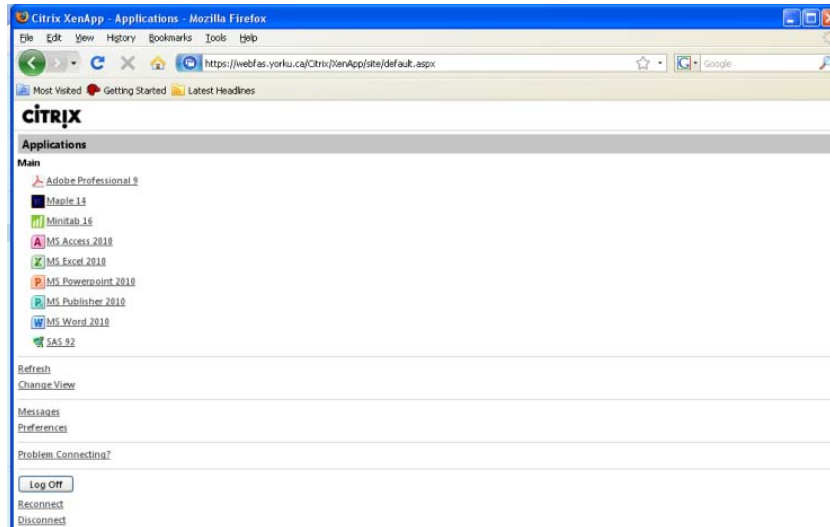 Citrix XenApp - Applications - Mozilla Firefox
File Edit View History Bookmarks Tools Help
https://webfas.yorku.ca/Citrix/XenApp/site/default.aspx Google
Most Visited Getting Started Latest Headlines
CITRIX
Applications
Main
Adobe Professional 9
Maple 14
Minitab 16
MS Access 2010
MS Excel 2010
MS Powerpoint 2010
MS Publisher 2010
MS Word 2010
SAS 92
Refresh
Change View
Messages
Preferences
Problem Connecting?
Log Off
Reconnect
Disconnect